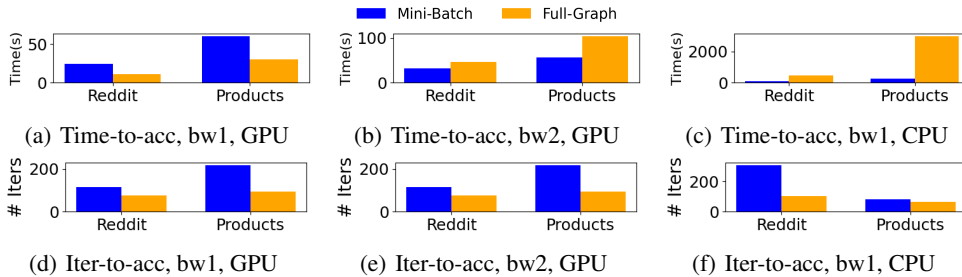 Mini-Batch Full-Graph
Time(s) 50 0 Reddit Products
Time(s) 100 0 Reddit Products
Time(s) 2000 0 Reddit Products
(a) Time-to-acc, bw1, GPU
(b) Time-to-acc, bw2, GPU
(c) Time-to-acc, bw1, CPU
# Iters 200 0 Reddit Products
# Iters 200 0 Reddit Products
# Iters 200 0 Reddit Products
(d) Iter-to-acc, bw1, GPU
(e) Iter-to-acc, bw2, GPU
(f) Iter-to-acc, bw1, CPU